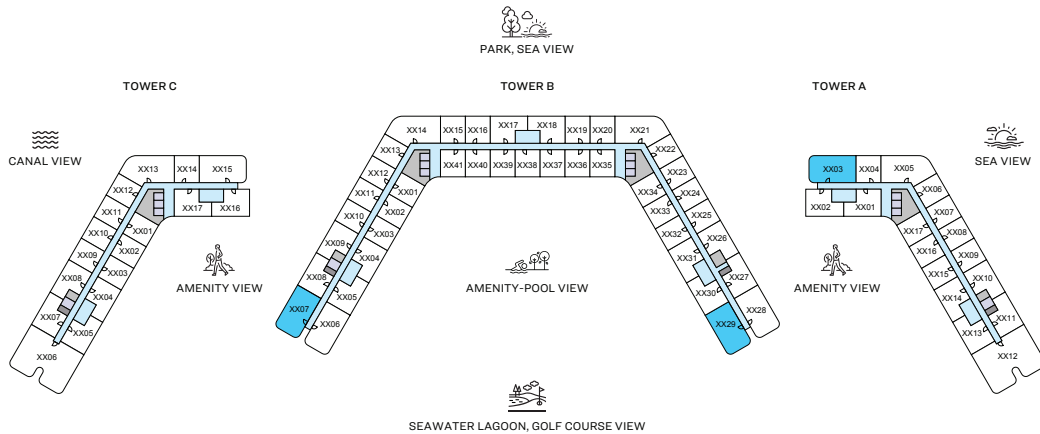 PARK, SEA VIEW
TOWER C
TOWER B
TOWER A
CANAL VIEW
SEA VIEW
XX13
XX14
XX15
XX12
XX11
XX10
XX09
XX08
XX07
XX06
XX17
XX16
XX01
XX02
XX03
XX04
XX05
AMENITY VIEW
XX14
XX15
XX16
XX17
XX18
XX19
XX20
XX21
XX13
XX12
XX11
XX10
XX09
XX08
XX07
XX41
XX40
XX39
XX38
XX37
XX36
XX35
XX01
XX02
XX03
XX04
XX05
XX06
XX22
XX23
XX24
XX25
XX26
XX27
XX28
XX34
XX33
XX32
XX31
XX30
XX29
AMENITY-POOL VIEW
AMENITY VIEW
XX03
XX04
XX05
XX02
XX01
XX06
XX07
XX08
XX09
XX10
XX11
XX12
XX17
XX16
XX15
XX14
XX13
SEAWATER LAGOON, GOLF COURSE VIEW